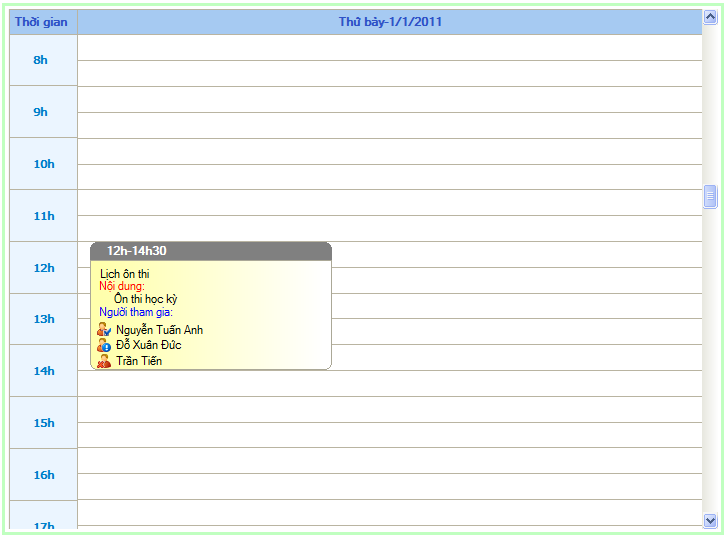 Thời gian
Thứ bảy-1/1/2011
8h
9h
10h
11h
12h
12h-14h30
Lịch ôn thi
Nội dung:
Ôn thi học kỳ
Người tham gia:
Nguyễn Tuấn Anh
Đỗ Xuân Đức
Trần Tiến
13h
14h
15h
16h
17h